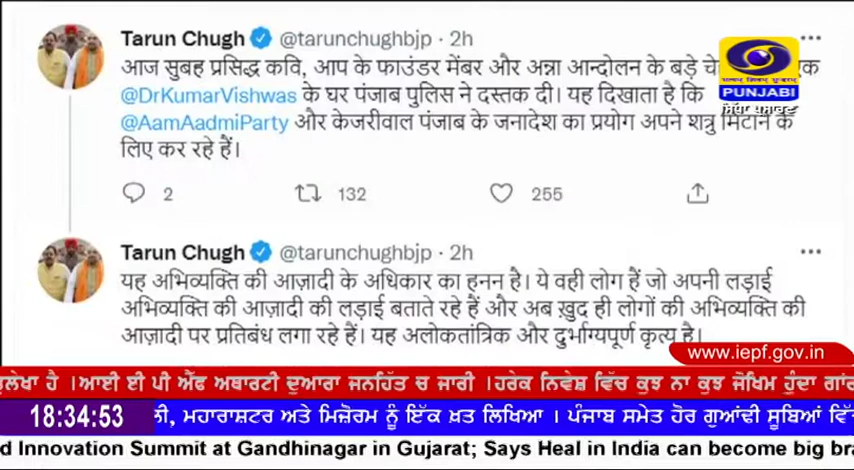 Tarun Chugh @tarunchughbjp · 2h
आज सुबह प्रसिद्ध कवि, आप के फाउंडर मेंबर और अन्ना आन्दोलन के बड़े
@DrKumarVishwas के घर पंजाब पुलिस ने दस्तक दी। यह दिखाता है कि
@AamAadmiParty और केजरीवाल पंजाब के जनादेश का प्रयोग अपने शत्रु मिटाने के
लिए कर रहे हैं।
2 132 255
PUNJABI
ਸਿੱਧਾ ਪ੍ਰਸਾਰਣ
Tarun Chugh @tarunchughbjp · 2h
यह अभिव्यक्ति की आज़ादी के अधिकार का हनन है। ये वही लोग हैं जो अपनी लड़ाई
अभिव्यक्ति की आज़ादी की लड़ाई बताते रहे हैं और अब ख़ुद ही लोगों की अभिव्यक्ति की
आज़ादी पर प्रतिबंध लगा रहे हैं। यह अलोकतांत्रिक और दुर्भाग्यपूर्ण कृत्य है।
www.iepf.gov.in
ਲੇਖਾ ਹੈ ।ਆਈ ਈ ਪੀ ਐੱਫ ਅਥਾਰਟੀ ਦੁਆਰਾ ਜਨਹਿੱਤ ਚ ਜਾਰੀ ।ਹਰੇਕ ਨਿਵੇਸ਼ ਵਿੱਚ ਕੁਝ ਨਾ ਕੁਝ ਜੋਖਿਮ ਹੁੰਦਾ
18:34:53 ਮਹਾਰਾਸ਼ਟਰ ਅਤੇ ਮਿਜ਼ੋਰਮ ਨੂੰ ਇੱਕ ਖ਼ਤ ਲਿਖਿਆ । ਪੰਜਾਬ ਸਮੇਤ ਹੋਰ ਗੁਆਂਢੀ ਸੂਬਿਆਂ
d Innovation Summit at Gandhinagar in Gujarat; Says Heal in India can become big bra